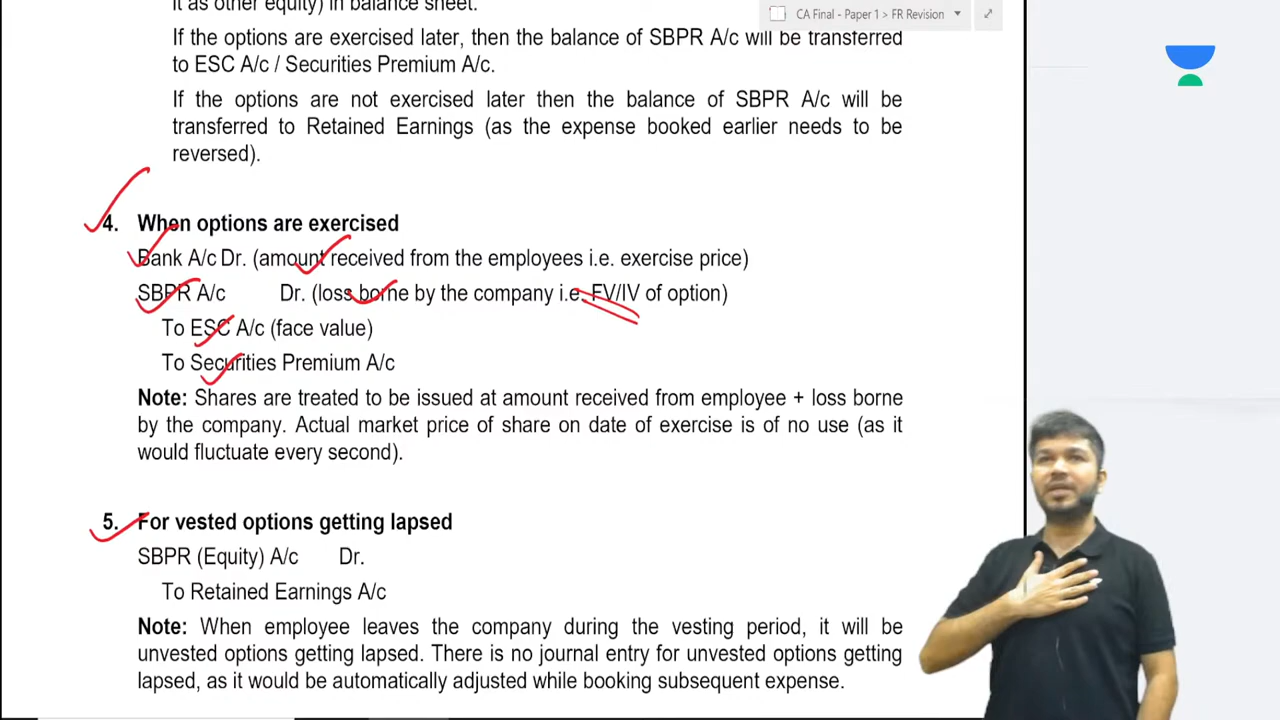 it as other equity) in balance sheet.
CA Final - Paper 1 > FR Revision
If the options are exercised later, then the balance of SBPR A/c will be transferred
to ESC A/c / Securities Premium A/c.
If the options are not exercised later then the balance of SBPR A/c will be
transferred to Retained Earnings (as the expense booked earlier needs to be
reversed).
4. When options are exercised
Bank A/c Dr. (amount received from the employees i.e. exercise price)
SBPR A/c Dr. (loss borne by the company i.e. FV/IV of option)
To ESC A/c (face value)
To Securities Premium A/c
Note: Shares are treated to be issued at amount received from employee + loss borne
by the company. Actual market price of share on date of exercise is of no use (as it
would fluctuate every second).
5. For vested options getting lapsed
SBPR (Equity) A/c Dr.
To Retained Earnings A/c
Note: When employee leaves the company during the vesting period, it will be
unvested options getting lapsed. There is no journal entry for unvested options getting
lapsed, as it would be automatically adjusted while booking subsequent expense.